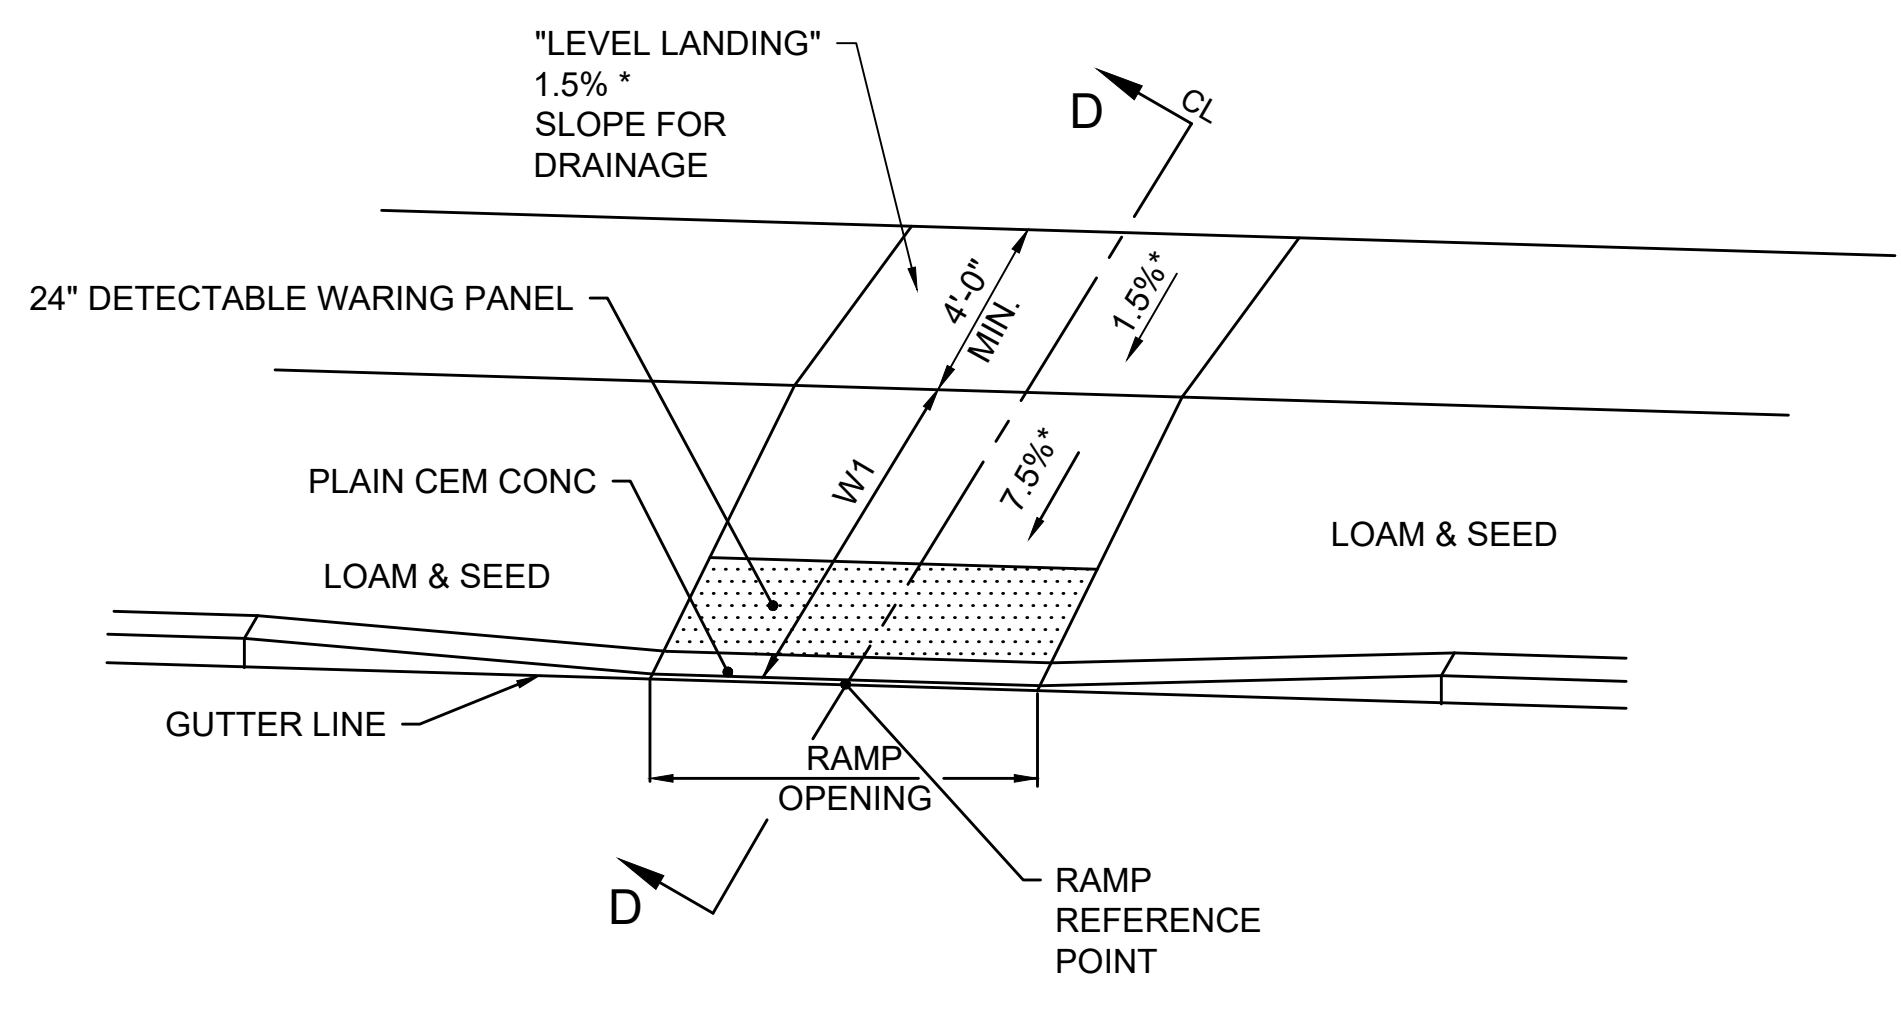 "LEVEL LANDING"
1.5% *
SLOPE FOR
DRAINAGE
D
CL
24" DETECTABLE WARING PANEL
4'-0"
MIN.
1.5%*
PLAIN CEM CONC
W1
7.5%*
LOAM & SEED
LOAM & SEED
GUTTER LINE
RAMP
OPENING
D
RAMP
REFERENCE
POINT